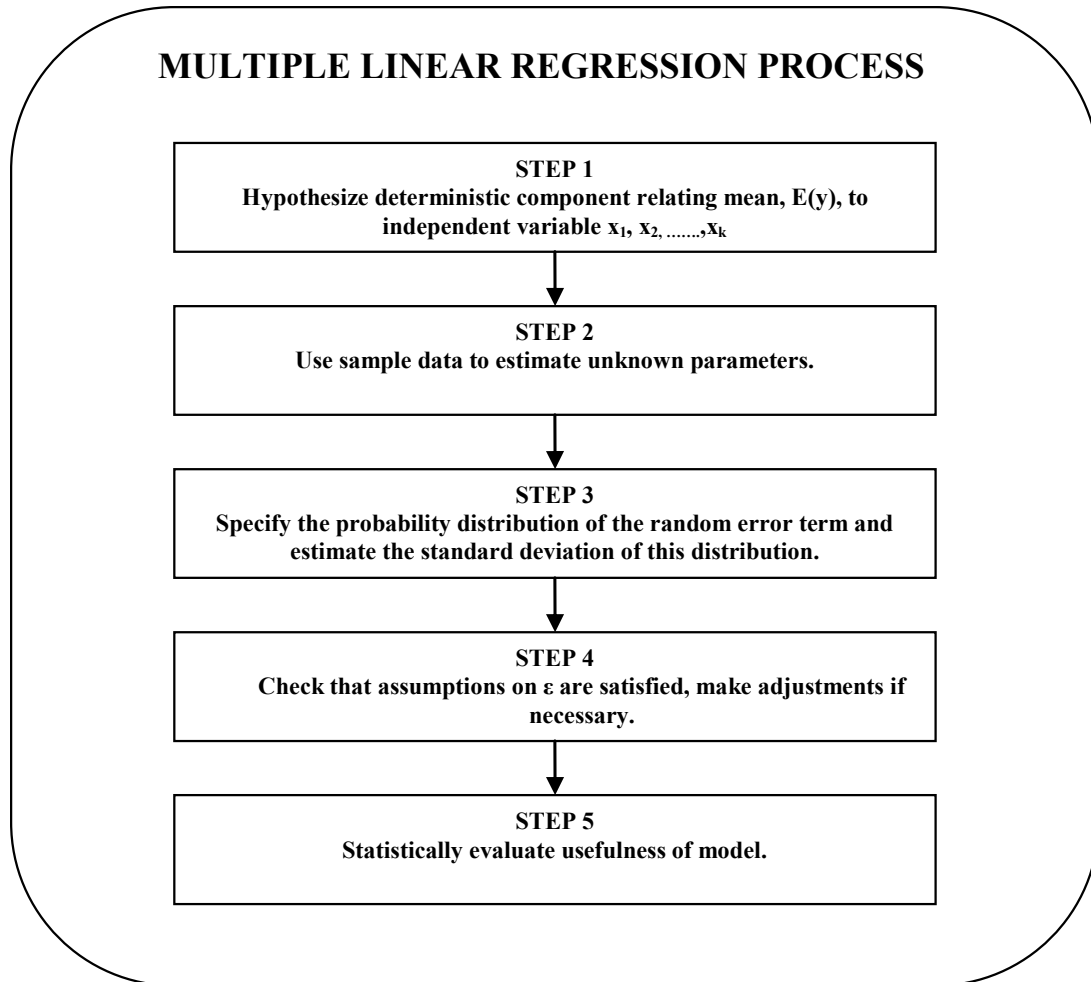 MULTIPLE LINEAR REGRESSION PROCESS
STEP 1
Hypothesize deterministic component relating mean, E(y), to
independent variable x₁, x₂, ......., xₖ
STEP 2
Use sample data to estimate unknown parameters.
STEP 3
Specify the probability distribution of the random error term and
estimate the standard deviation of this distribution.
STEP 4
Check that assumptions on ε are satisfied, make adjustments if
necessary.
STEP 5
Statistically evaluate usefulness of model.